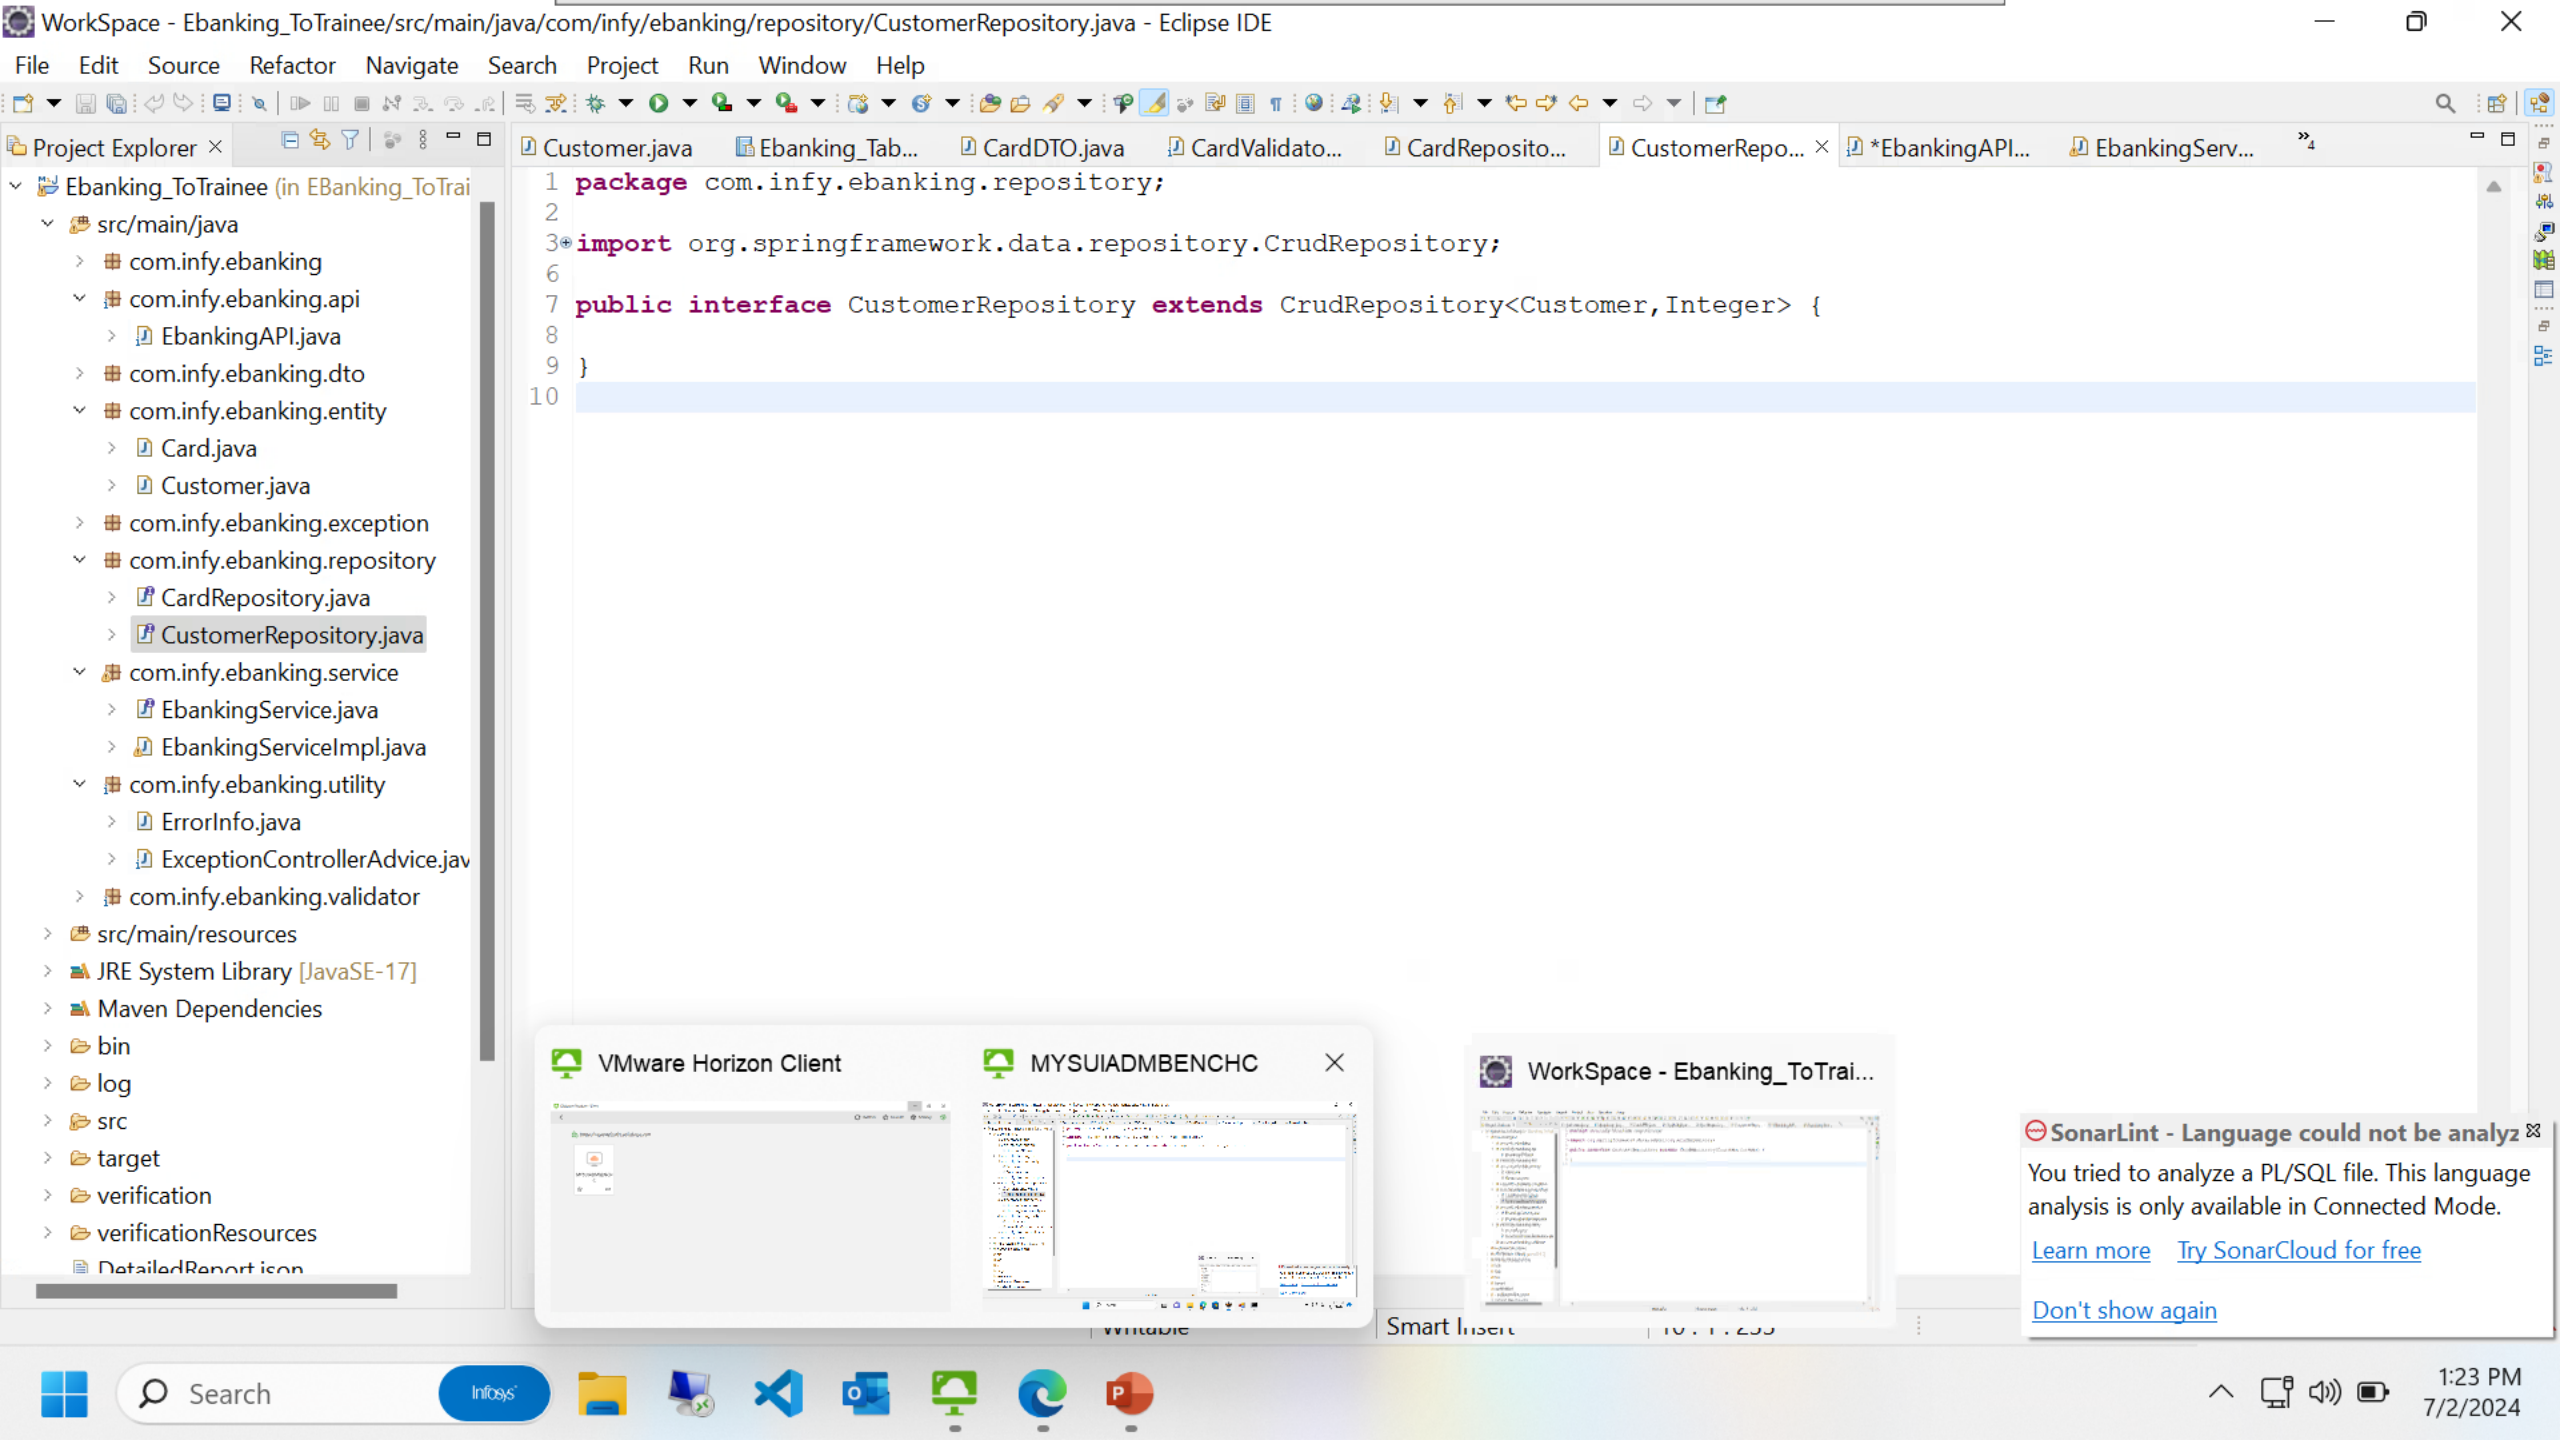 WorkSpace - Ebanking_ToTrainee/src/main/java/com/infy/ebanking/repository/CustomerRepository.java - Eclipse IDE
File Edit Source Refactor Navigate Search Project Run Window Help
Project Explorer
Customer.java Ebanking_Tab... CardDTO.java CardValidato... CardReposito... CustomerRepo... *EbankingAPI... EbankingServ... »4
Ebanking_ToTrainee (in EBanking_ToTrai
src/main/java
com.infy.ebanking
com.infy.ebanking.api
EbankingAPI.java
com.infy.ebanking.dto
com.infy.ebanking.entity
Card.java
Customer.java
com.infy.ebanking.exception
com.infy.ebanking.repository
CardRepository.java
CustomerRepository.java
com.infy.ebanking.service
EbankingService.java
EbankingServiceImpl.java
com.infy.ebanking.utility
ErrorInfo.java
ExceptionControllerAdvice.jav
com.infy.ebanking.validator
src/main/resources
JRE System Library [JavaSE-17]
Maven Dependencies
bin
log
src
target
verification
verificationResources
DetailedReport.json
1 package com.infy.ebanking.repository;
2
3 import org.springframework.data.repository.CrudRepository;
6
7 public interface CustomerRepository extends CrudRepository<Customer,Integer> {
8
9 }
10
VMware Horizon Client
MYSUIADMBENCHC
WorkSpace - Ebanking_ToTrai...
SonarLint - Language could not be analyz
You tried to analyze a PL/SQL file. This language
analysis is only available in Connected Mode.
Learn more Try SonarCloud for free
Don't show again
Writable Smart Insert 10 : 1 : 233
Search Infosys
1:23 PM
7/2/2024